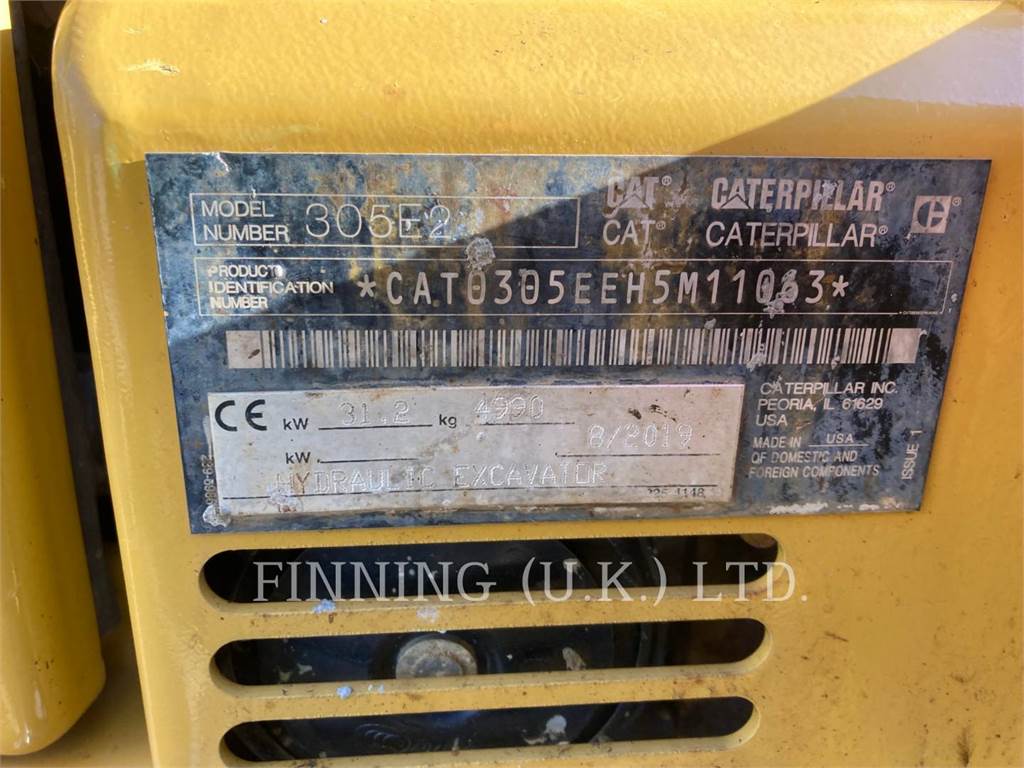 MODEL NUMBER 305E2
CAT® CATERPILLAR®
CAT® CATERPILLAR®
PRODUCT IDENTIFICATION NUMBER *CAT0305EEH5M11063*
CE kW 31.2 kg 4990
kW 8/2019
HYDRAULIC EXCAVATOR
CATERPILLAR INC.
PEORIA, IL 61629
USA
MADE IN USA
OF DOMESTIC AND
FOREIGN COMPONENTS
ISSUE 1
FINNING (U.K.) LTD.